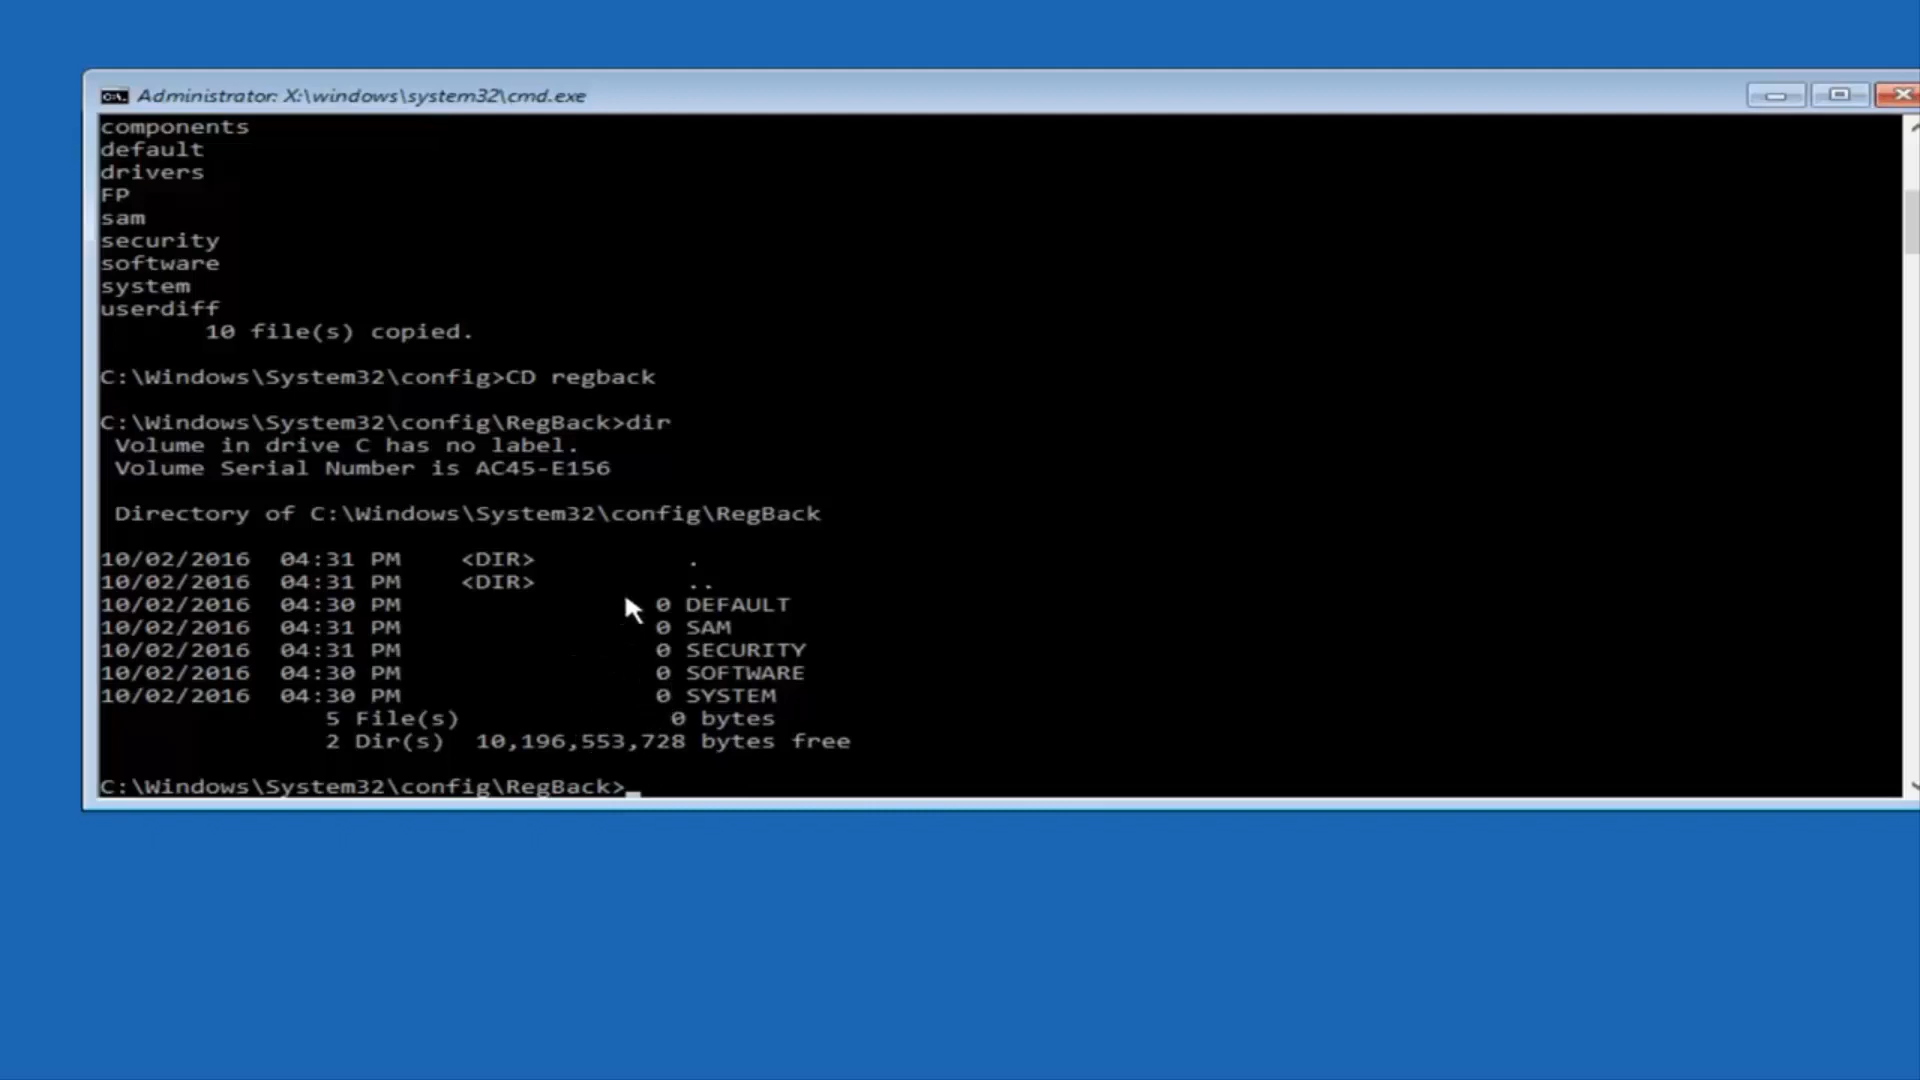 Administrator: X:\windows\system32\cmd.exe
components
default
drivers
FP
sam
security
software
system
userdiff
10 file(s) copied.
C:\Windows\System32\config>CD regback
C:\Windows\System32\config\RegBack>dir
Volume in drive C has no label.
Volume Serial Number is AC45-E156
Directory of C:\Windows\System32\config\RegBack
10/02/2016 04:31 PM <DIR> .
10/02/2016 04:31 PM <DIR> ..
10/02/2016 04:30 PM 0 DEFAULT
10/02/2016 04:31 PM 0 SAM
10/02/2016 04:31 PM 0 SECURITY
10/02/2016 04:30 PM 0 SOFTWARE
10/02/2016 04:30 PM 0 SYSTEM
5 File(s) 0 bytes
2 Dir(s) 10,196,553,728 bytes free
C:\Windows\System32\config\RegBack>_